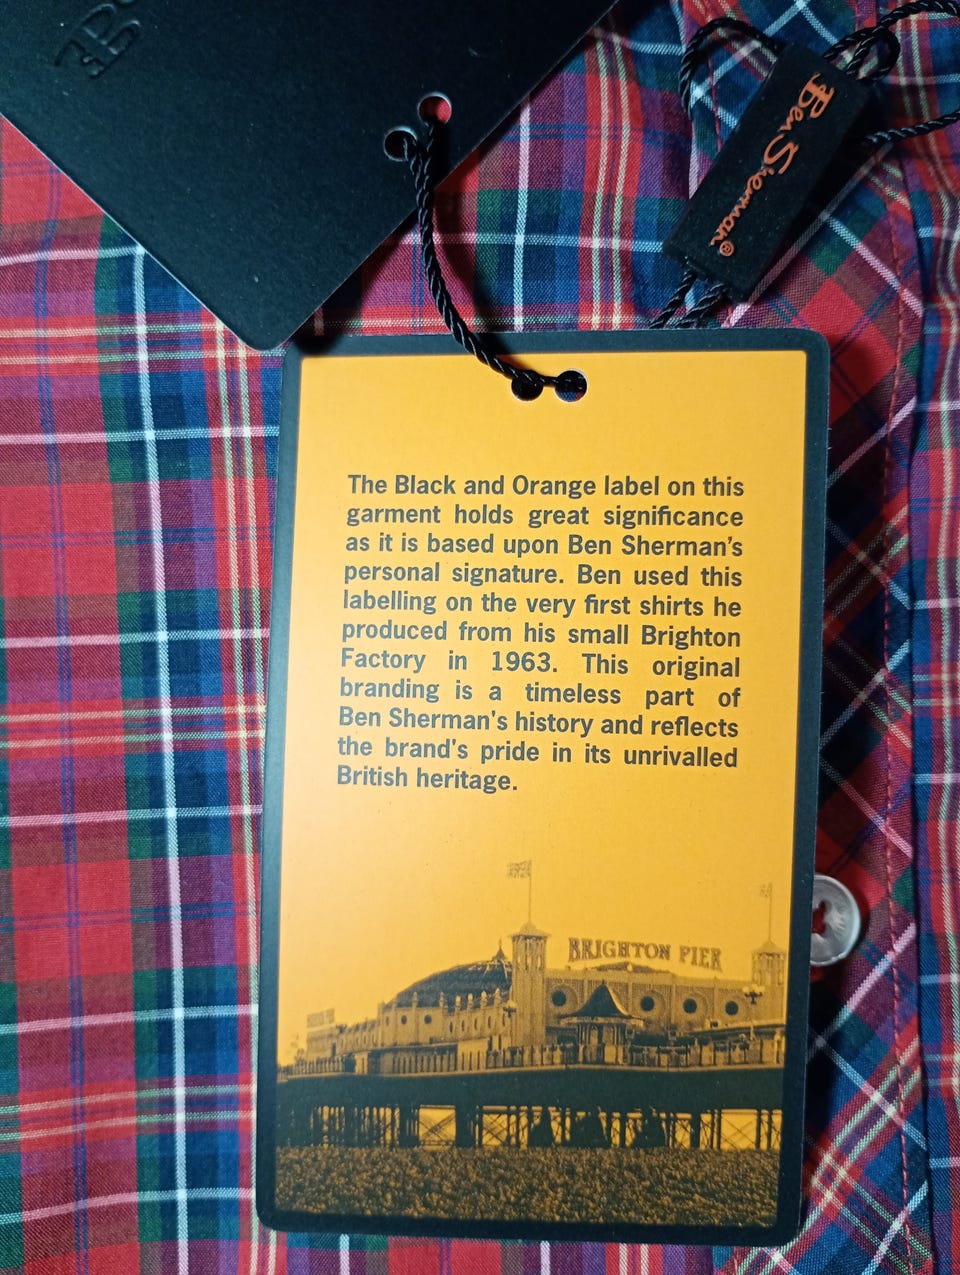 Ben Sherman®
The Black and Orange label on this
garment holds great significance
as it is based upon Ben Sherman’s
personal signature. Ben used this
labelling on the very first shirts he
produced from his small Brighton
Factory in 1963. This original
branding is a timeless part of
Ben Sherman's history and reflects
the brand's pride in its unrivalled
British heritage.
BRIGHTON PIER